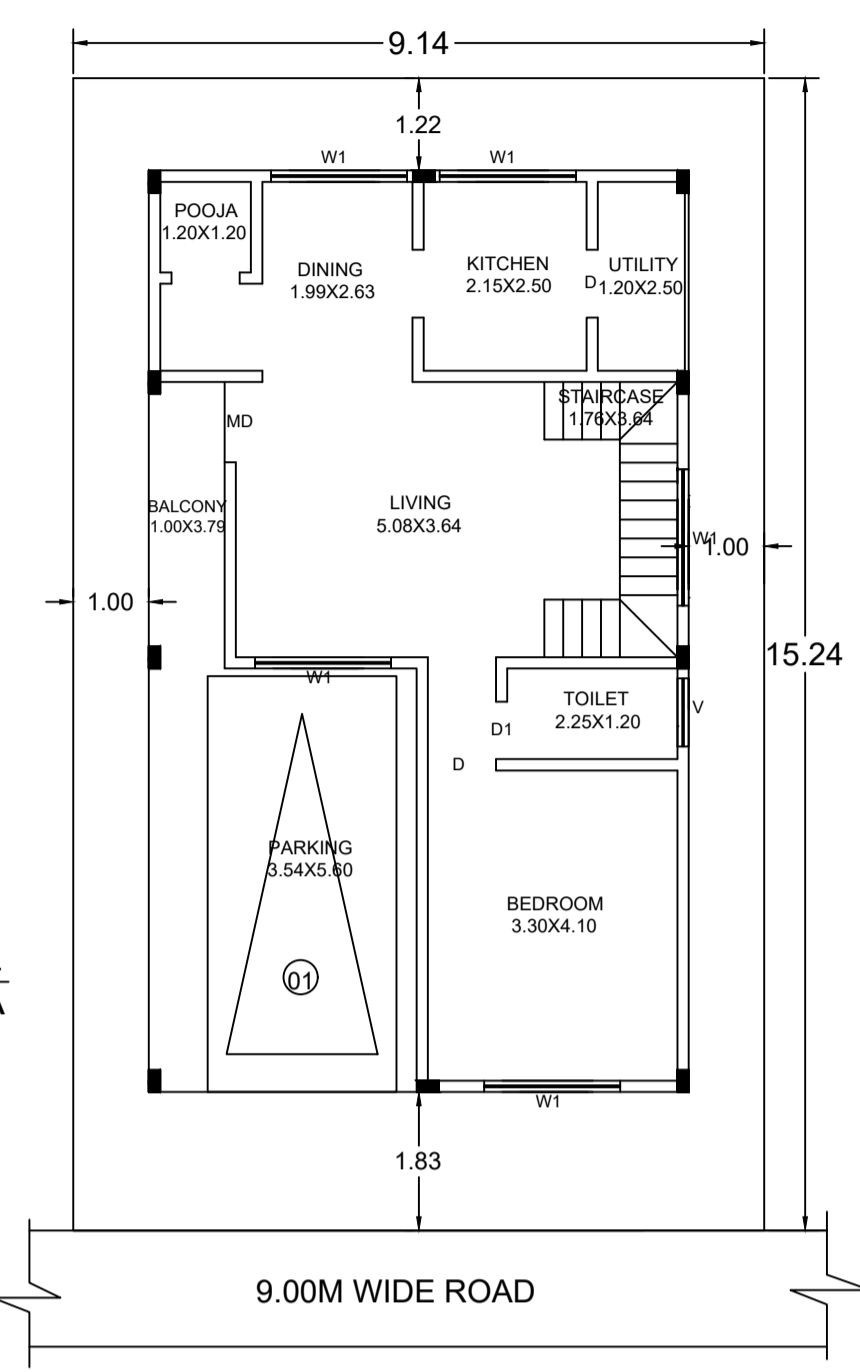 9.14
1.22
W1
W1
POOJA
1.20X1.20
DINING
1.99X2.63
KITCHEN
2.15X2.50
D
UTILITY
1.20X2.50
STAIRCASE
1.76X3.64
MD
BALCONY
1.00X3.79
LIVING
5.08X3.64
W1
1.00
1.00
15.24
W1
TOILET
2.25X1.20
V
D1
D
PARKING
3.54X5.60
BEDROOM
3.30X4.10
01
W1
1.83
9.00M WIDE ROAD